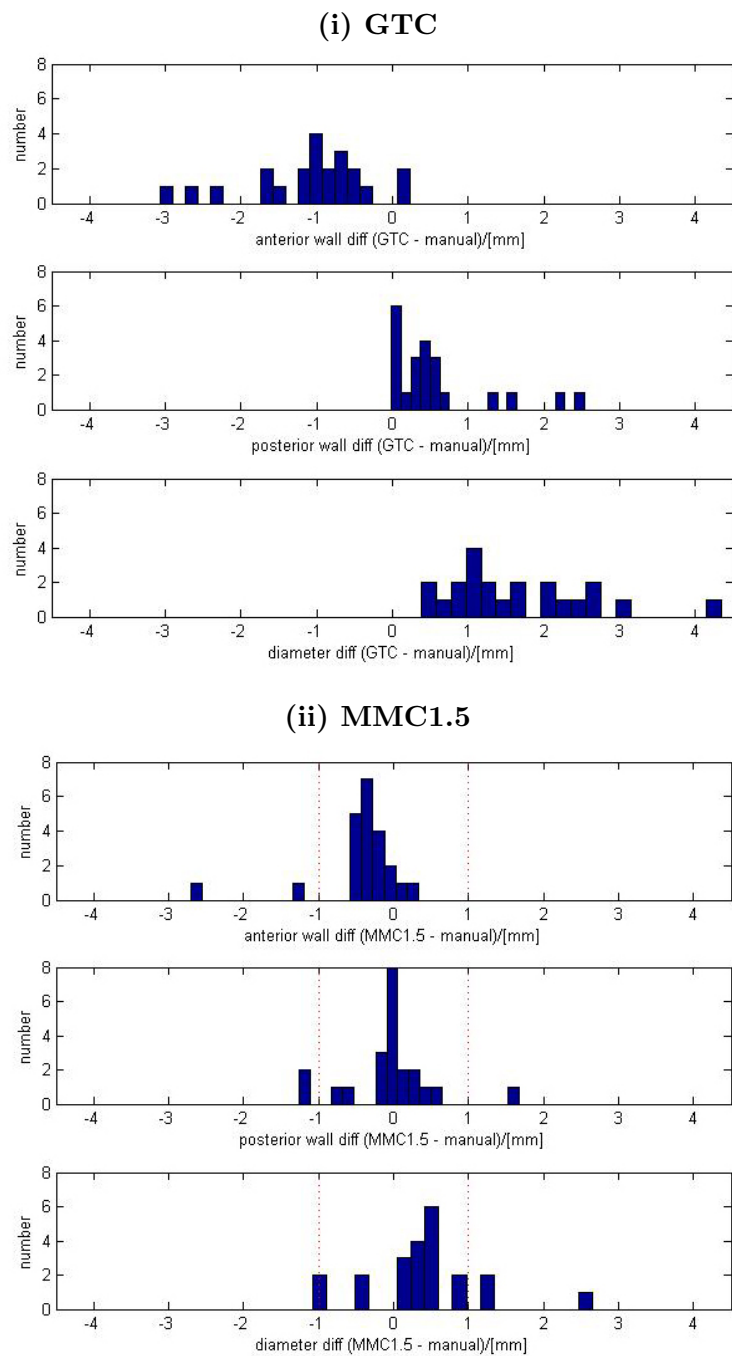 (i) GTC
8
6
4
2
0
number
-4 -3 -2 -1 0 1 2 3 4
anterior wall diff (GTC - manual)/[mm]
8
6
4
2
0
number
-4 -3 -2 -1 0 1 2 3 4
posterior wall diff (GTC - manual)/[mm]
8
6
4
2
0
number
-4 -3 -2 -1 0 1 2 3 4
diameter diff (GTC - manual)/[mm]
(ii) MMC1.5
8
6
4
2
0
number
-4 -3 -2 -1 0 1 2 3 4
anterior wall diff (MMC1.5 - manual)/[mm]
8
6
4
2
0
number
-4 -3 -2 -1 0 1 2 3 4
posterior wall diff (MMC1.5 - manual)/[mm]
8
6
4
2
0
number
-4 -3 -2 -1 0 1 2 3 4
diameter diff (MMC1.5 - manual)/[mm]